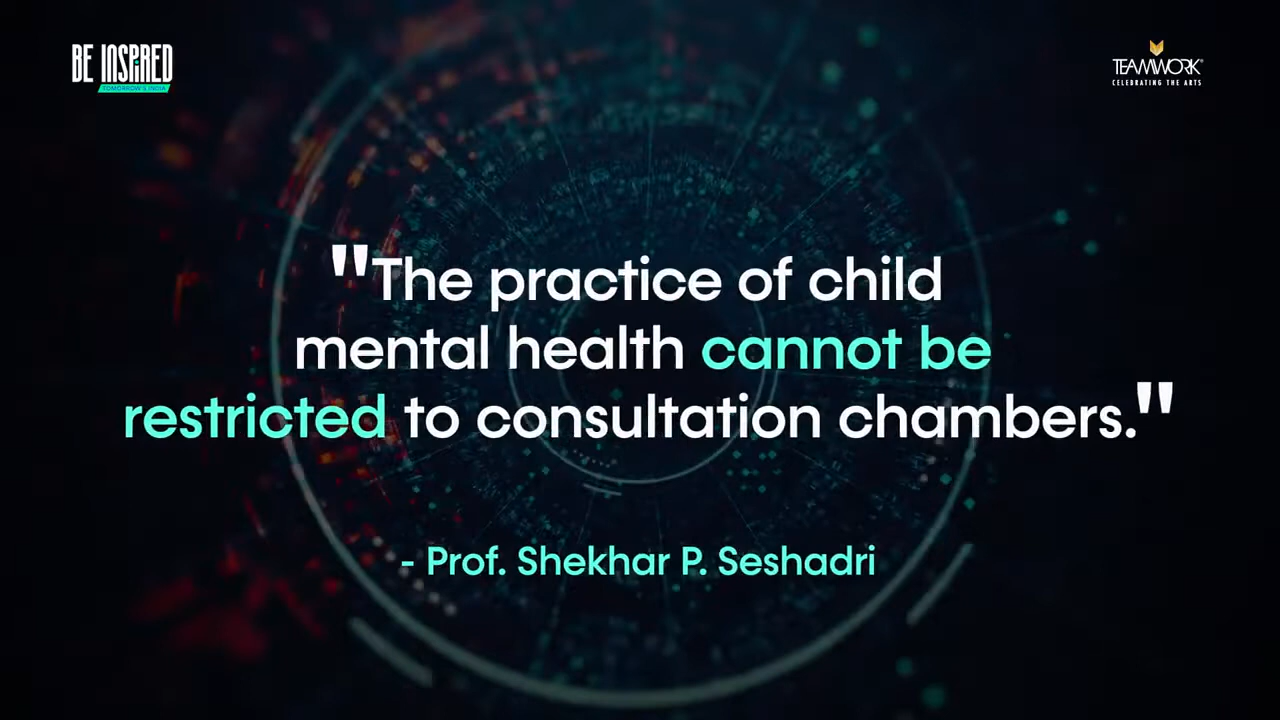 BE INSPIRED
TOMORROW'S INDIA
TEAMWORK®
CELEBRATING THE ARTS
"The practice of child
mental health cannot be
restricted to consultation chambers."
- Prof. Shekhar P. Seshadri